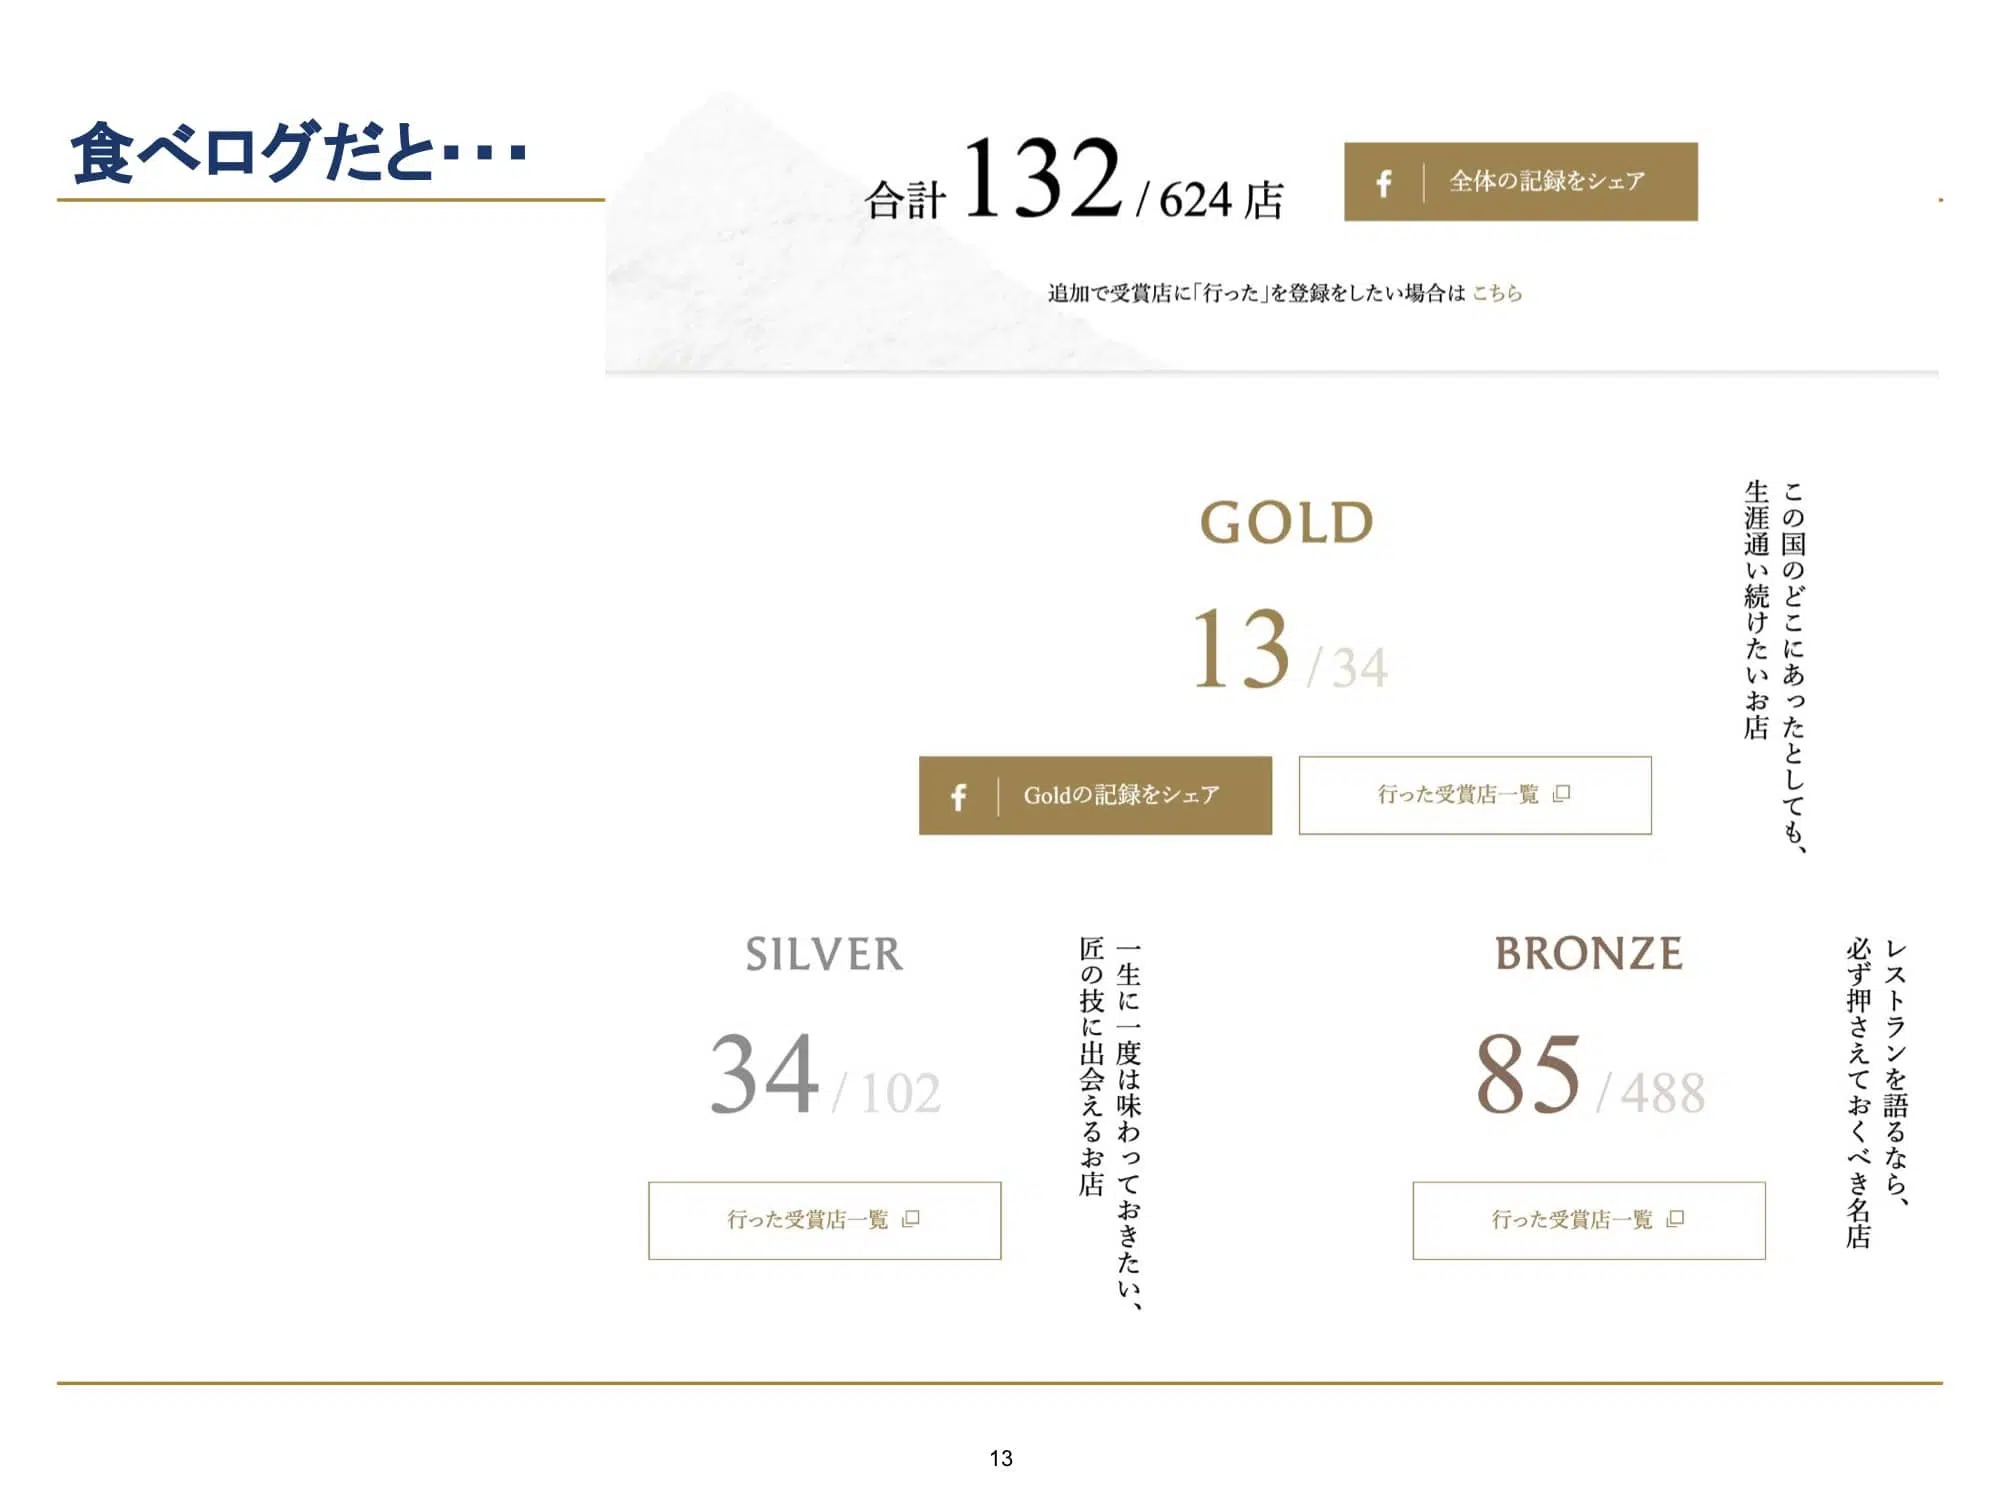 食べログだと・・・
合計 132 / 624 店
全体の記録をシェア
追加で受賞店に「行った」を登録をしたい場合は こちら
GOLD
13 / 34
この国のどこにあったとしても、
生涯通い続けたいお店
Goldの記録をシェア
行った受賞店一覧
SILVER
34 / 102
一生に一度は味わっておきたい、
匠の技に出会えるお店
行った受賞店一覧
BRONZE
85 / 488
レストランを語るなら、
必ず押さえておくべき名店
行った受賞店一覧
13